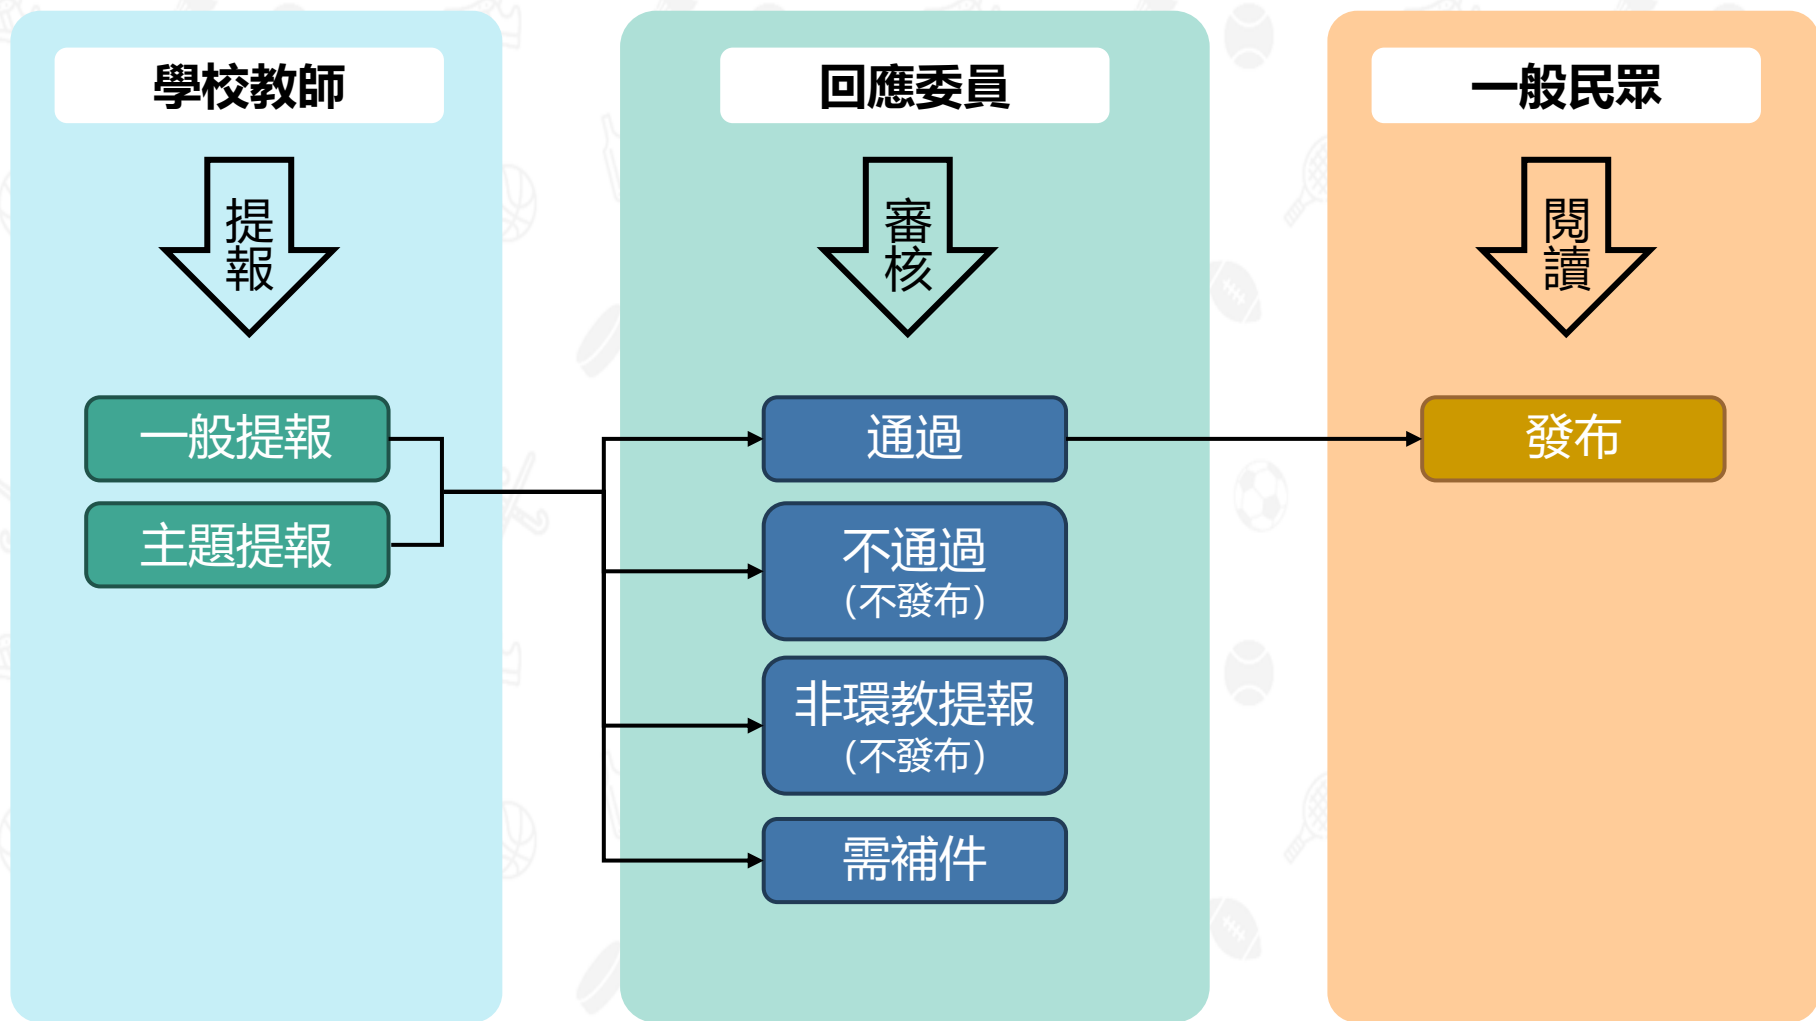 學校教師
提報
一般提報
主題提報
回應委員
審核
通過
不通過
（不發布）
非環教提報
（不發布）
需補件
一般民眾
閱讀
發布